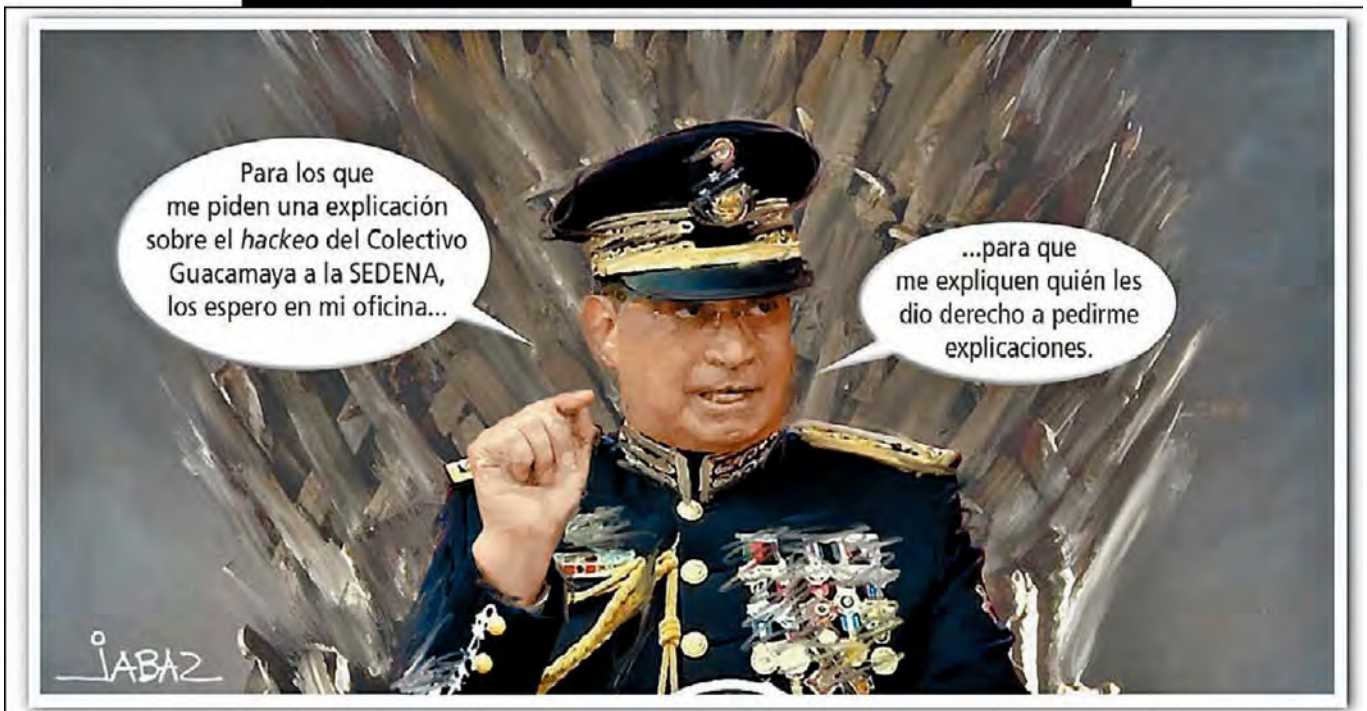 Para los que
me piden una explicación
sobre el hackeo del Colectivo
Guacamaya a la SEDENA,
los espero en mi oficina...
...para que
me expliquen quién les
dio derecho a pedirme
explicaciones.
JABAZ